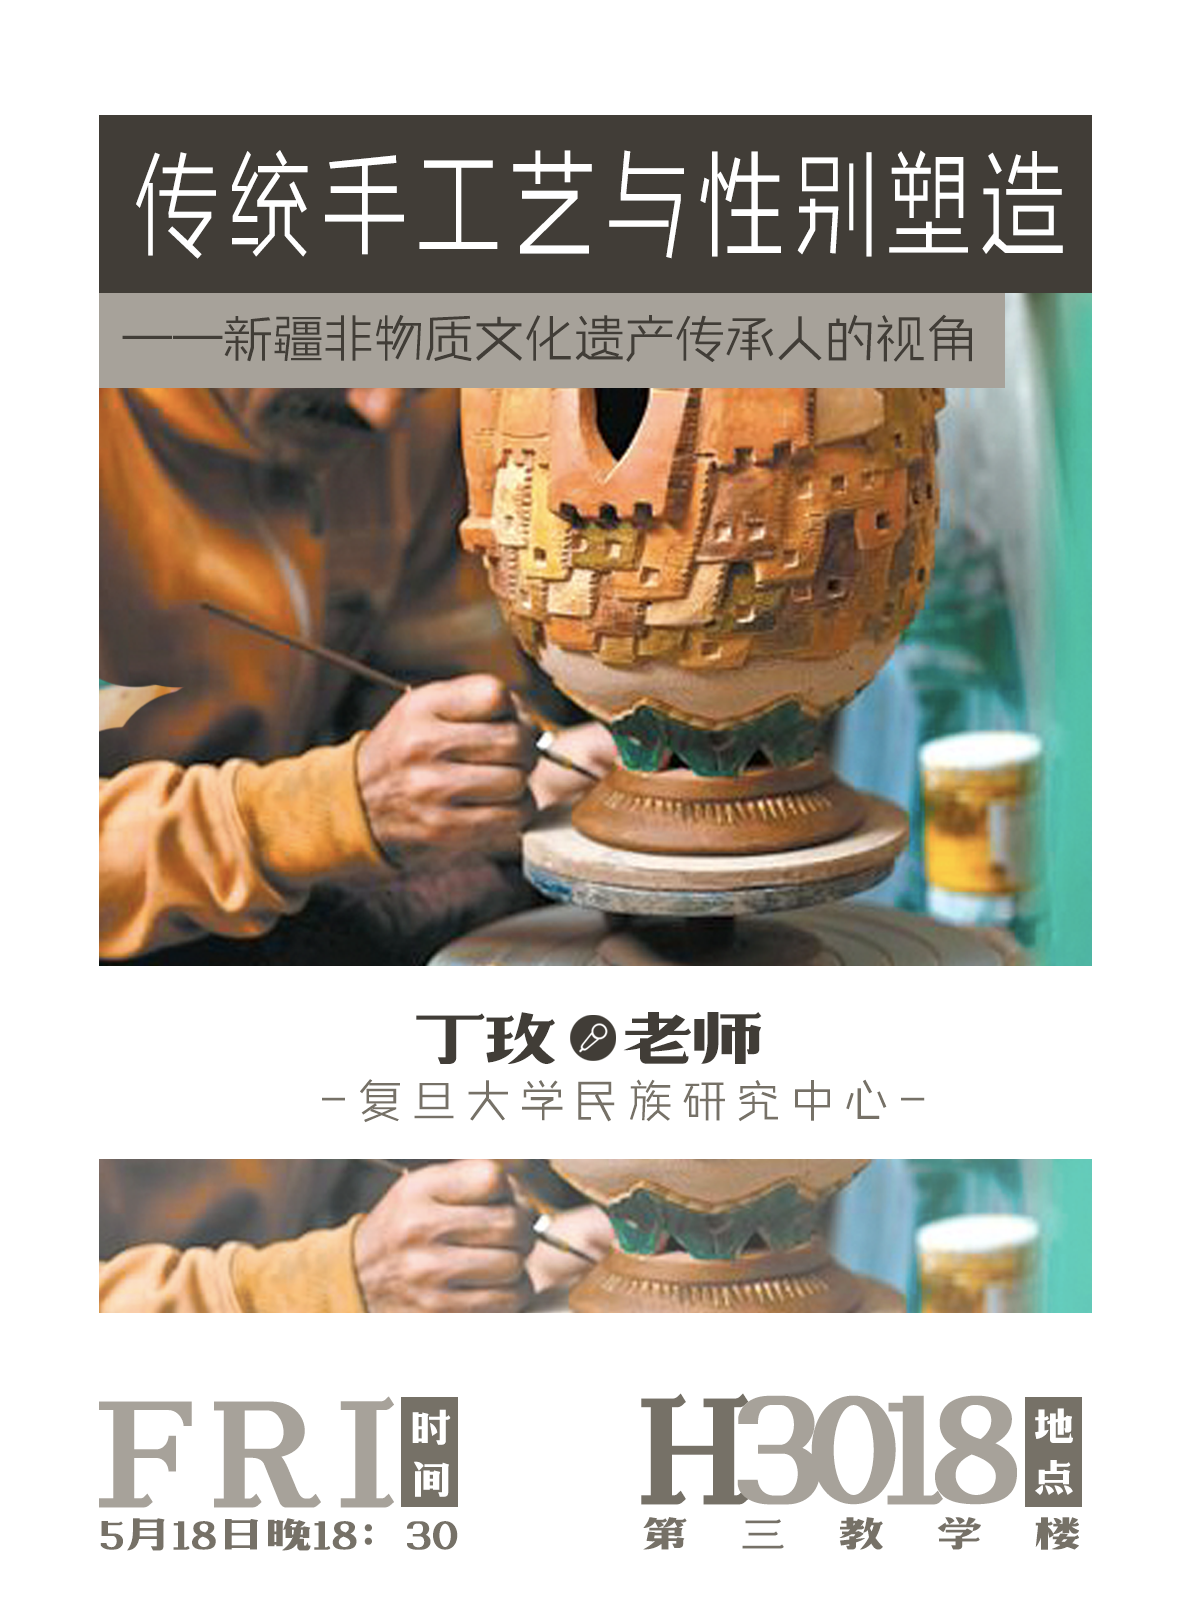 传统手工艺与性别塑造
——新疆非物质文化遗产传承人的视角
丁玫 老师
-复旦大学民族研究中心-
FRI 时间
5月18日晚18：30
H3018 地点
第三教学楼